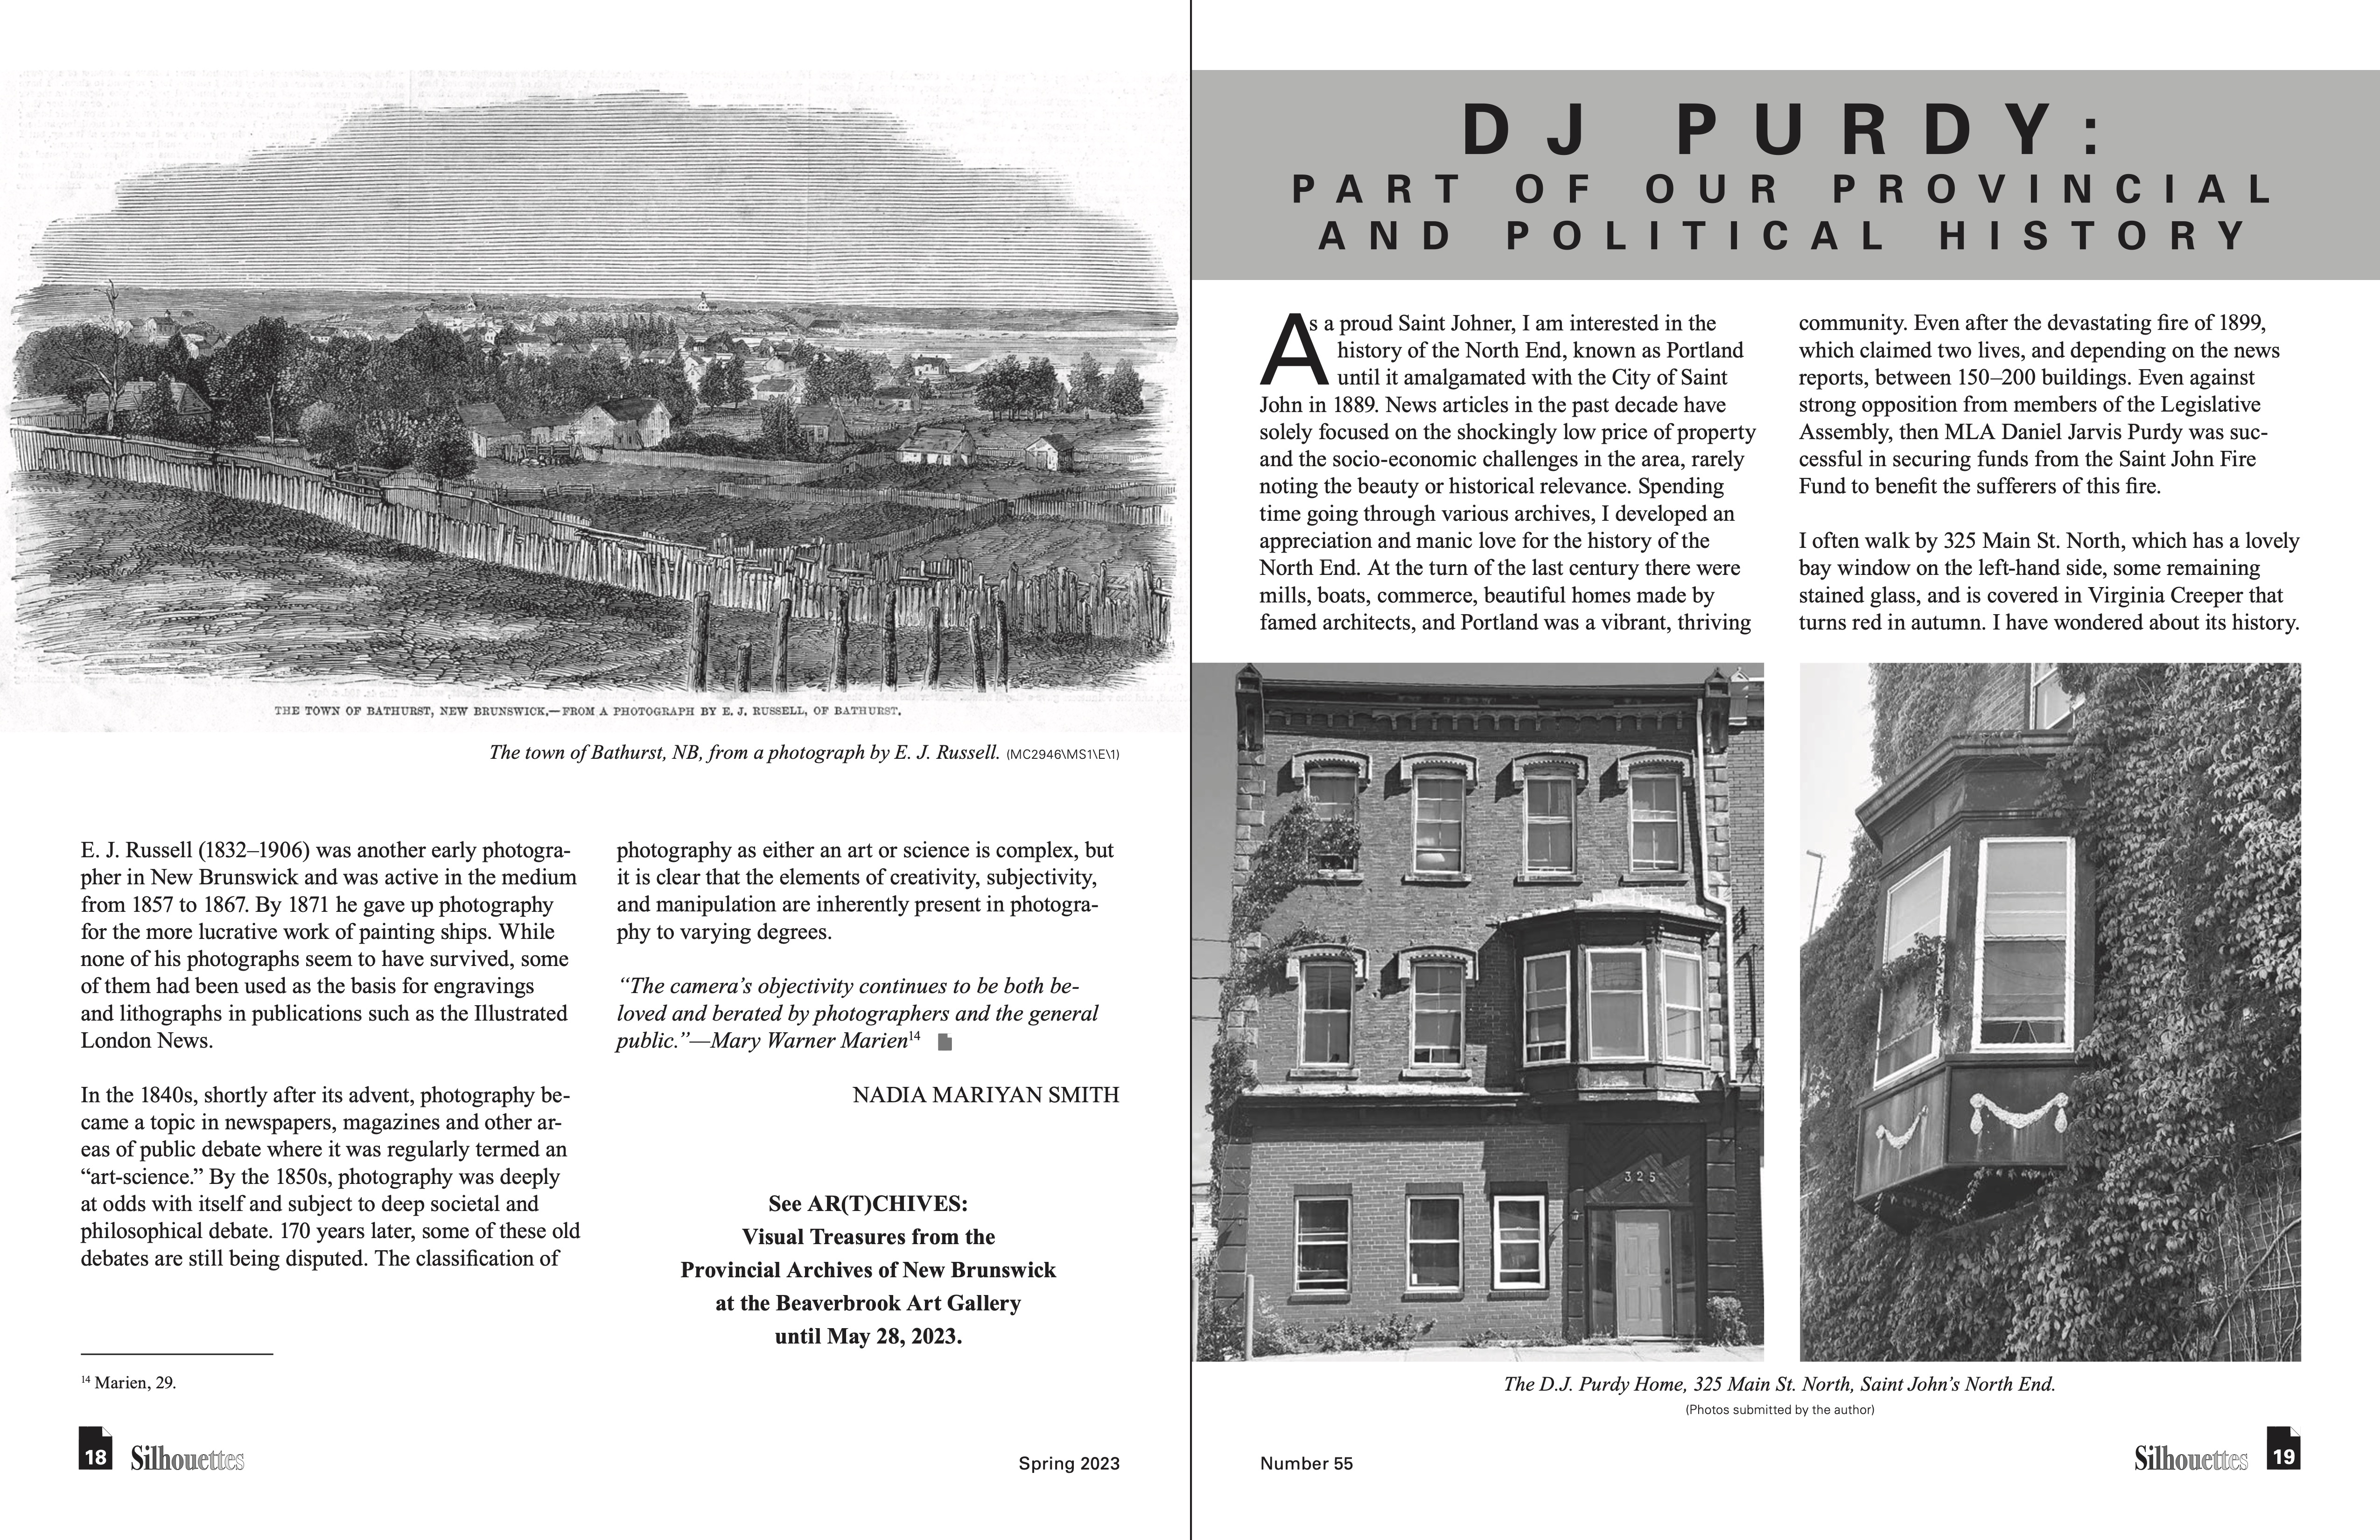 THE TOWN OF BATHURST, NEW BRUNSWICK,—FROM A PHOTOGRAPH BY E. J. RUSSELL, OF BATHURST.
The town of Bathurst, NB, from a photograph by E. J. Russell. (MC2946\MS1\E\1)
E. J. Russell (1832–1906) was another early photogra-
pher in New Brunswick and was active in the medium
from 1857 to 1867. By 1871 he gave up photography
for the more lucrative work of painting ships. While
none of his photographs seem to have survived, some
of them had been used as the basis for engravings
and lithographs in publications such as the Illustrated
London News.
In the 1840s, shortly after its advent, photography be-
came a topic in newspapers, magazines and other ar-
eas of public debate where it was regularly termed an
“art-science.” By the 1850s, photography was deeply
at odds with itself and subject to deep societal and
philosophical debate. 170 years later, some of these old
debates are still being disputed. The classification of
photography as either an art or science is complex, but
it is clear that the elements of creativity, subjectivity,
and manipulation are inherently present in photogra-
phy to varying degrees.
“The camera’s objectivity continues to be both be-
loved and berated by photographers and the general
public.”—Mary Warner Marien14
NADIA MARIYAN SMITH
See AR(T)CHIVES:
Visual Treasures from the
Provincial Archives of New Brunswick
at the Beaverbrook Art Gallery
until May 28, 2023.
14 Marien, 29.
18 Silhouettes
Spring 2023
DJ PURDY:
PART OF OUR PROVINCIAL
AND POLITICAL HISTORY
As a proud Saint Johner, I am interested in the
history of the North End, known as Portland
until it amalgamated with the City of Saint
John in 1889. News articles in the past decade have
solely focused on the shockingly low price of property
and the socio-economic challenges in the area, rarely
noting the beauty or historical relevance. Spending
time going through various archives, I developed an
appreciation and manic love for the history of the
North End. At the turn of the last century there were
mills, boats, commerce, beautiful homes made by
famed architects, and Portland was a vibrant, thriving
community. Even after the devastating fire of 1899,
which claimed two lives, and depending on the news
reports, between 150–200 buildings. Even against
strong opposition from members of the Legislative
Assembly, then MLA Daniel Jarvis Purdy was suc-
cessful in securing funds from the Saint John Fire
Fund to benefit the sufferers of this fire.
I often walk by 325 Main St. North, which has a lovely
bay window on the left-hand side, some remaining
stained glass, and is covered in Virginia Creeper that
turns red in autumn. I have wondered about its history.
325
The D.J. Purdy Home, 325 Main St. North, Saint John’s North End.
(Photos submitted by the author)
Number 55
Silhouettes 19